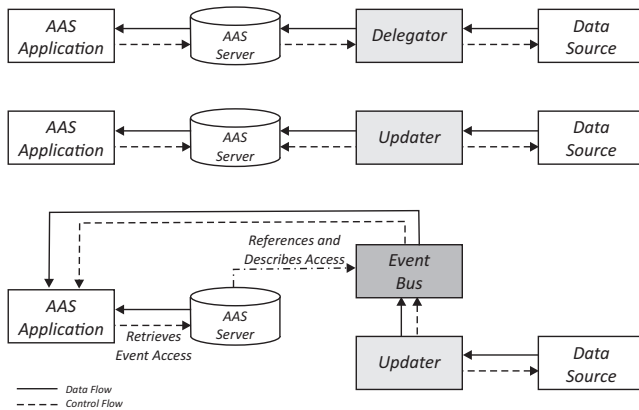 AAS
Application
AAS
Server
Delegator
Data
Source
AAS
Application
AAS
Server
Updater
Data
Source
References and
Describes Access
Event
Bus
AAS
Application
Retrieves
Event Access
AAS
Server
Updater
Data
Source
Data Flow
Control Flow